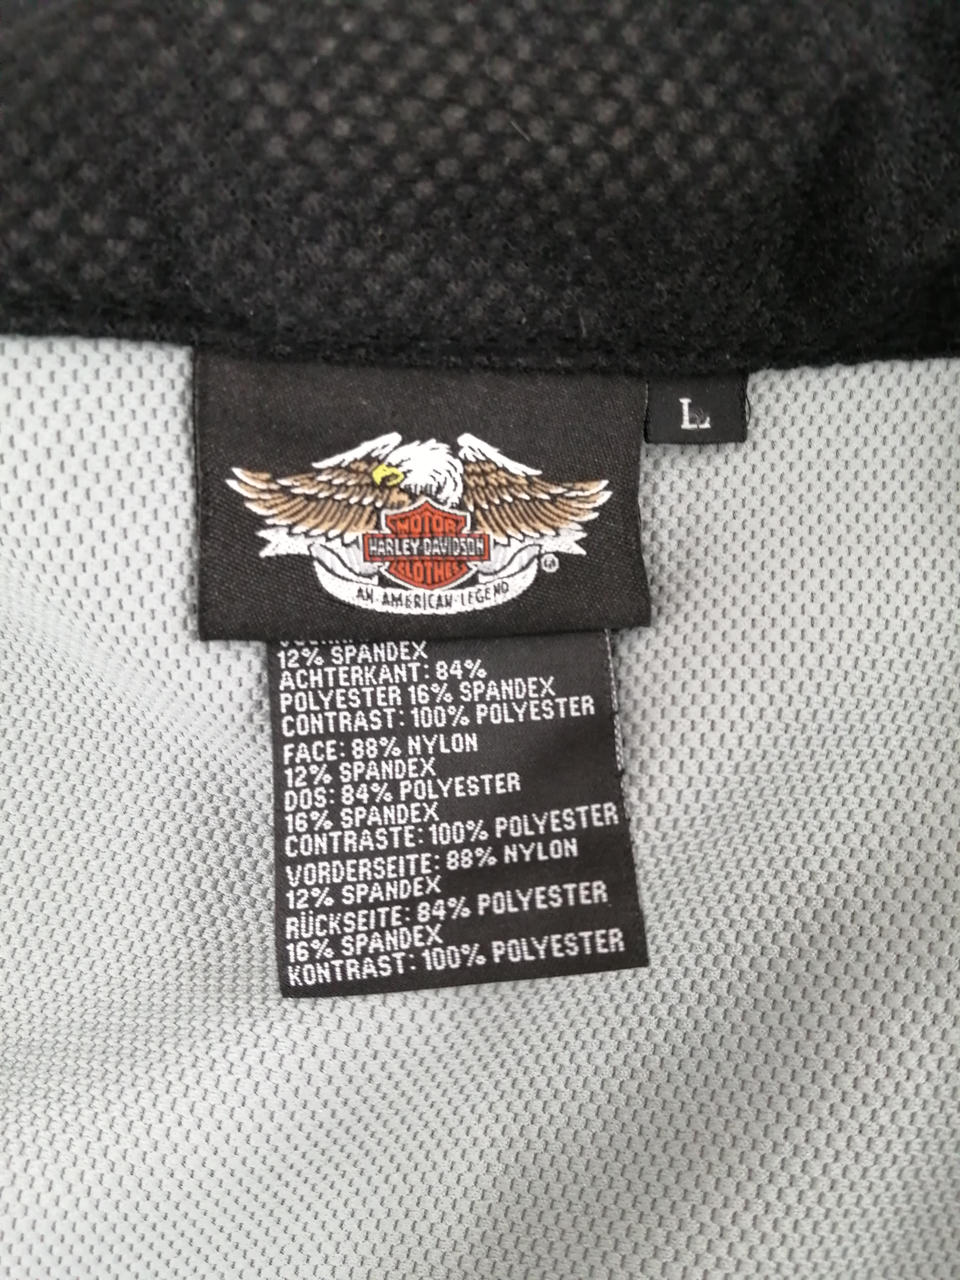 L
MOTOR
HARLEY-DAVIDSON
CLOTHES
®
AN AMERICAN LEGEND
12% SPANDEX
ACHTERKANT: 84%
POLYESTER 16% SPANDEX
CONTRAST: 100% POLYESTER
FACE: 88% NYLON
12% SPANDEX
DOS: 84% POLYESTER
16% SPANDEX
CONTRASTE: 100% POLYESTER
VORDERSEITE: 88% NYLON
12% SPANDEX
RÜCKSEITE: 84% POLYESTER
16% SPANDEX
KONTRAST: 100% POLYESTER